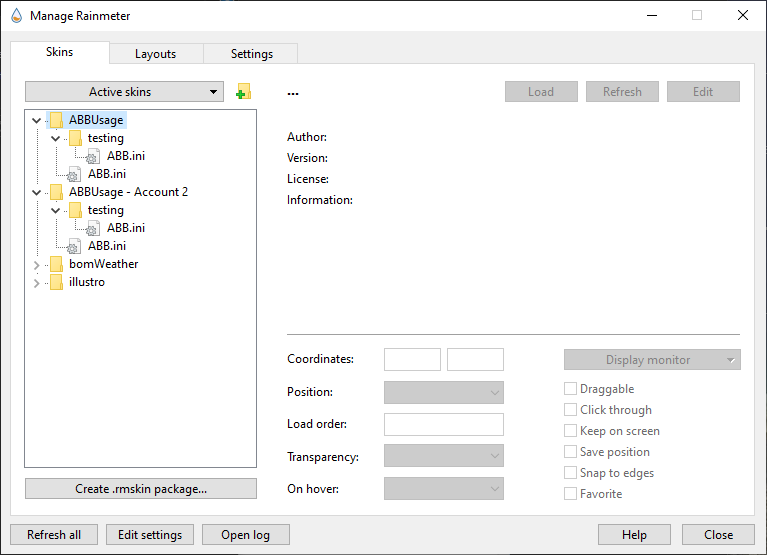 Manage Rainmeter
Skins Layouts Settings
Active skins
... Load Refresh Edit
ABBUsage
testing
ABB.ini
ABB.ini
ABBUsage - Account 2
testing
ABB.ini
ABB.ini
bomWeather
illustro
Create .rmskin package...
Author:
Version:
License:
Information:
Coordinates:
Position:
Load order:
Transparency:
On hover:
Display monitor
Draggable
Click through
Keep on screen
Save position
Snap to edges
Favorite
Refresh all Edit settings Open log Help Close